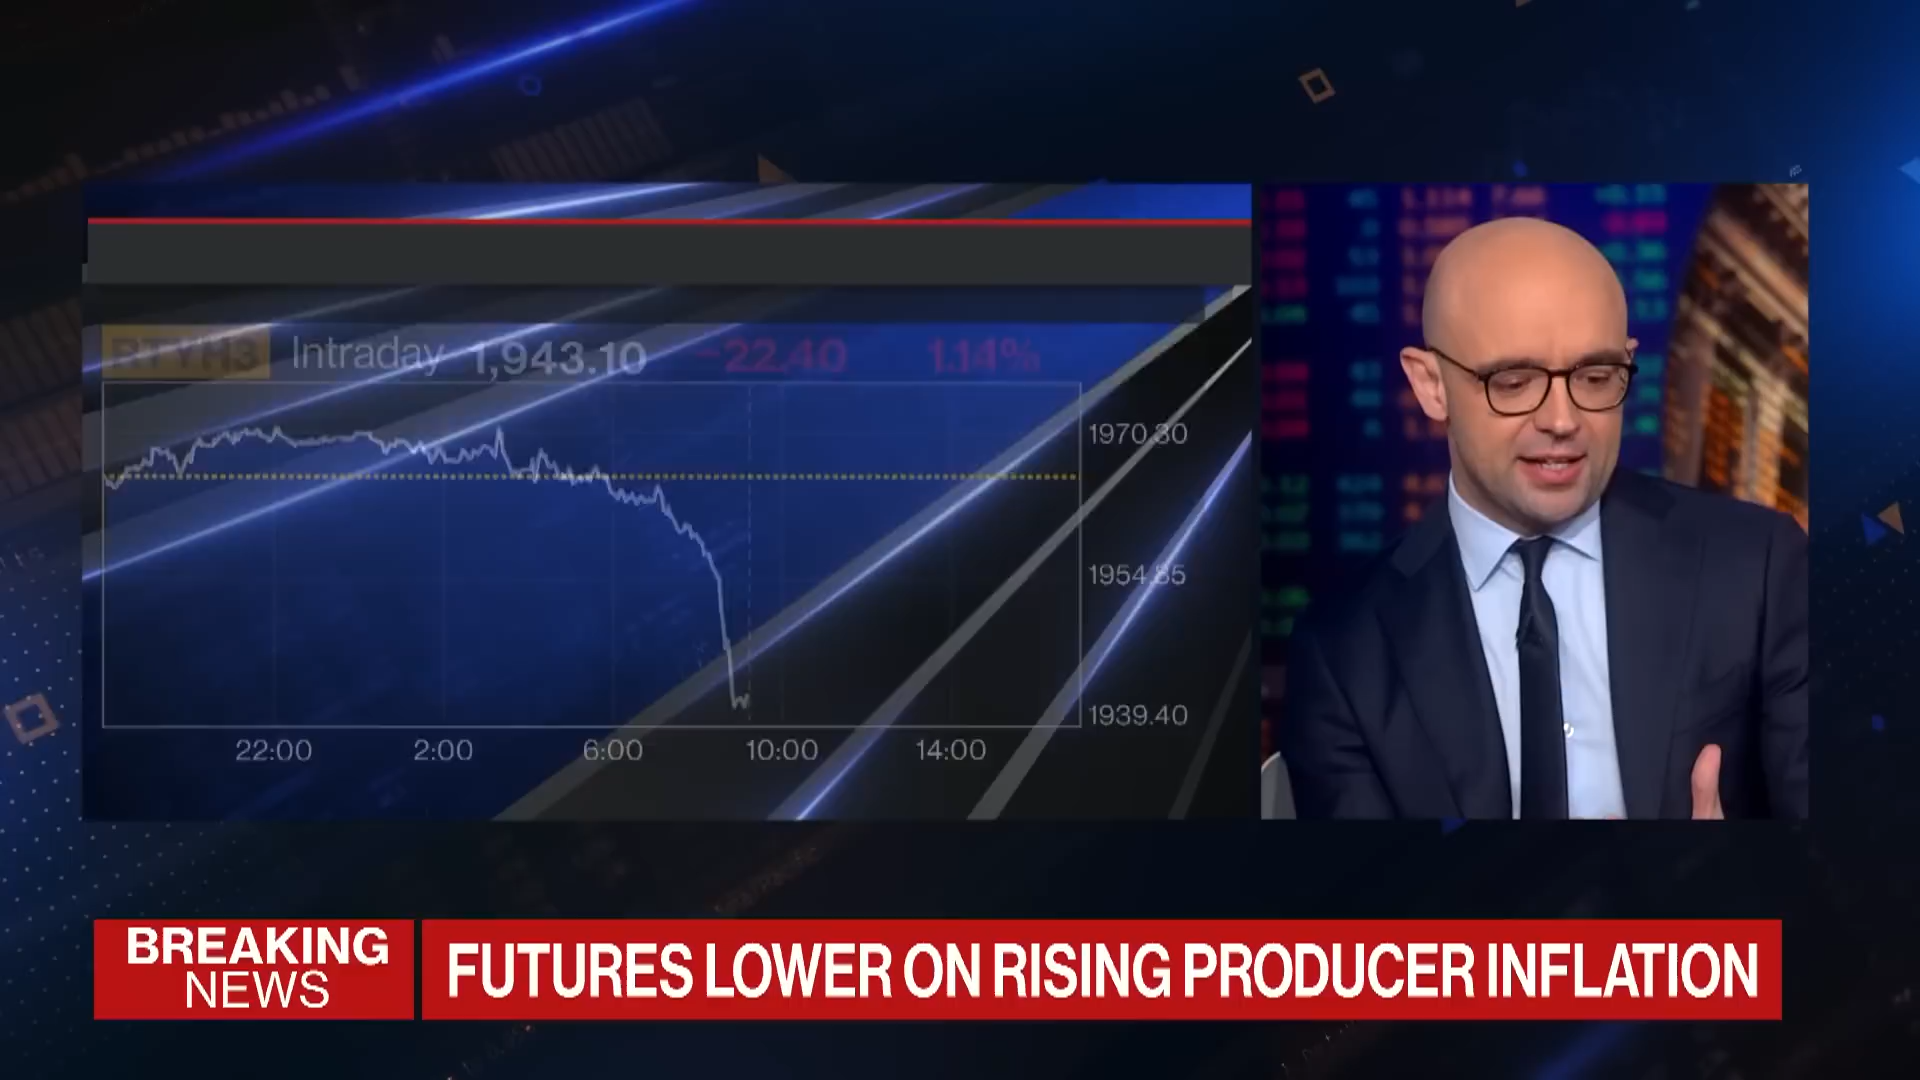 RTYH3 Intraday 1,943.10 -22.40 1.14%
1970.30
1954.85
1939.40
22:00 2:00 6:00 10:00 14:00
BREAKING
NEWS
FUTURES LOWER ON RISING PRODUCER INFLATION